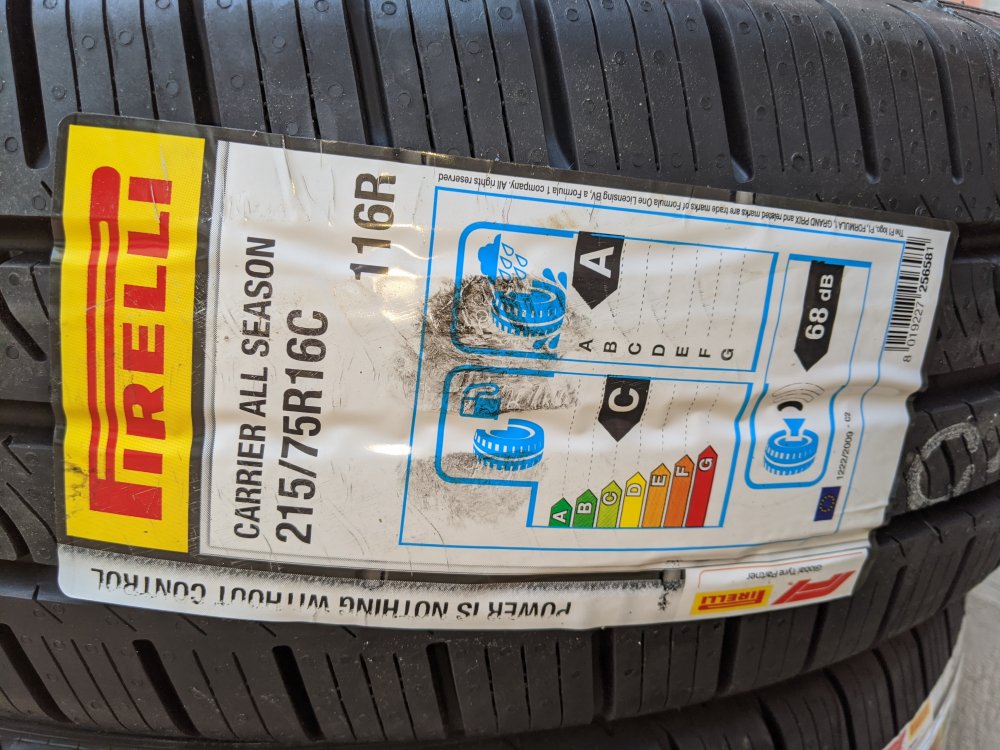 PIRELLI
CARRIER ALL SEASON
215/75R16C 116R
A
B
C
D
E
F
G
C
A
B
C
D
E
F
G
A
68 dB
1222/2009 - 02
8 019227 256581
The F1 logo, F1, FORMULA 1, GRAND PRIX and related marks are trade marks of Formula One Licensing BV, a Formula 1 company. All rights reserved
POWER IS NOTHING WITHOUT CONTROL
PIRELLI
F1
Global Tyre Partner